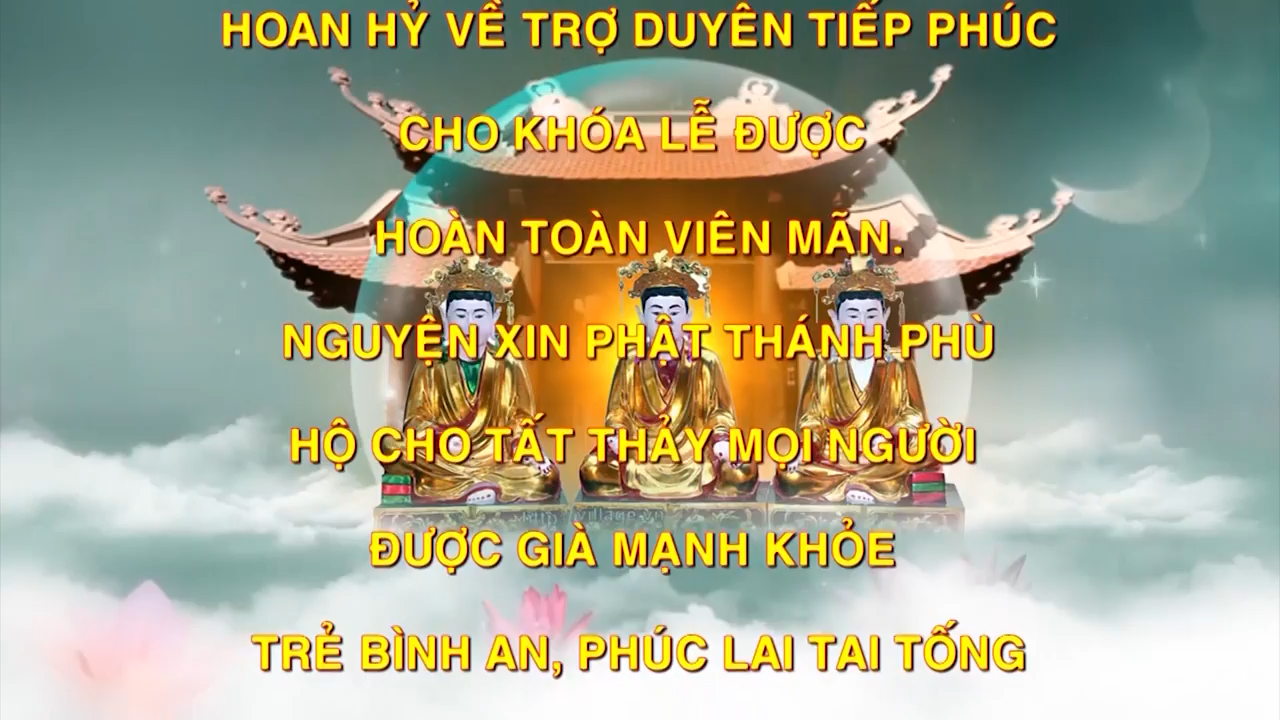 HOAN HỶ VỀ TRỢ DUYÊN TIẾP PHÚC
CHO KHÓA LỄ ĐƯỢC
HOÀN TOÀN VIÊN MÃN.
NGUYỆN XIN PHẬT THÁNH PHÙ
HỘ CHO TẤT THẢY MỌI NGƯỜI
ĐƯỢC GIÀ MẠNH KHỎE
TRẺ BÌNH AN, PHÚC LAI TAI TỐNG